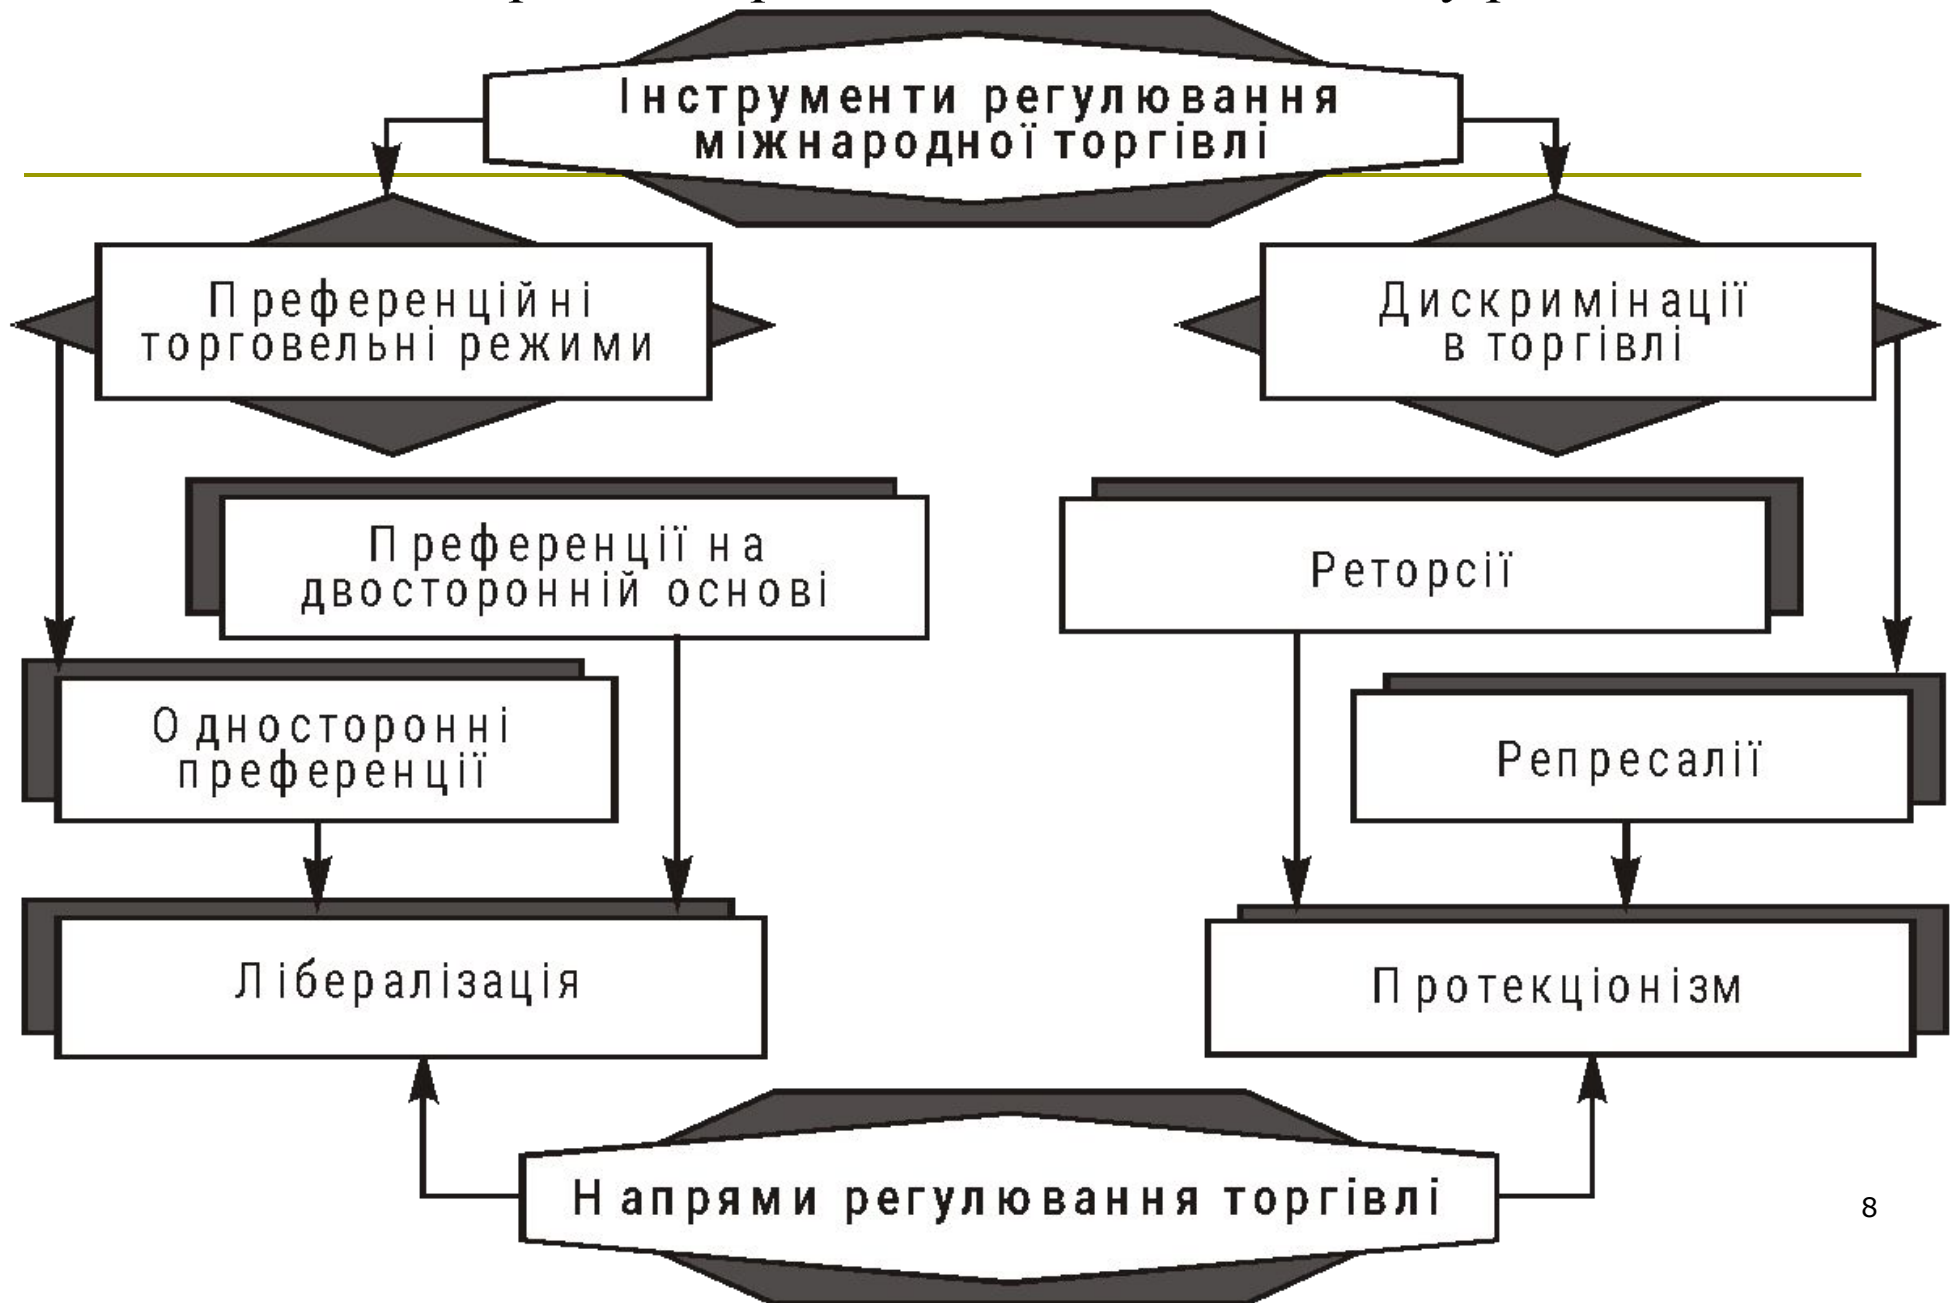 Інструменти регулювання
міжнародної торгівлі
Преференційні
торговельні режими
Дискримінації
в торгівлі
Преференції на
двосторонній основі
Реторсії
Односторонні
преференції
Репресалії
Лібералізація
Протекціонізм
Напрями регулювання торгівлі
8